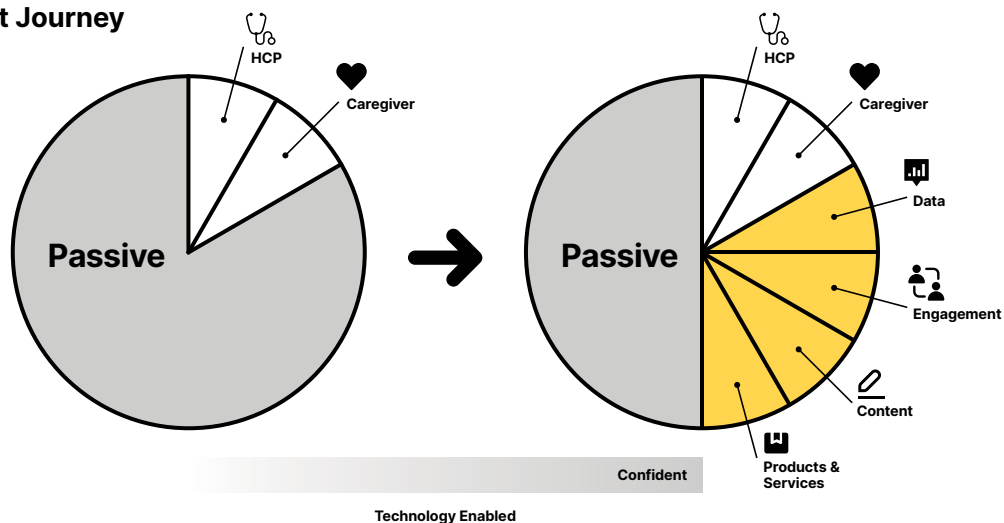 t Journey
HCP
Caregiver
Passive
HCP
Caregiver
Data
Passive
Engagement
Content
Products &
Services
Confident
Technology Enabled